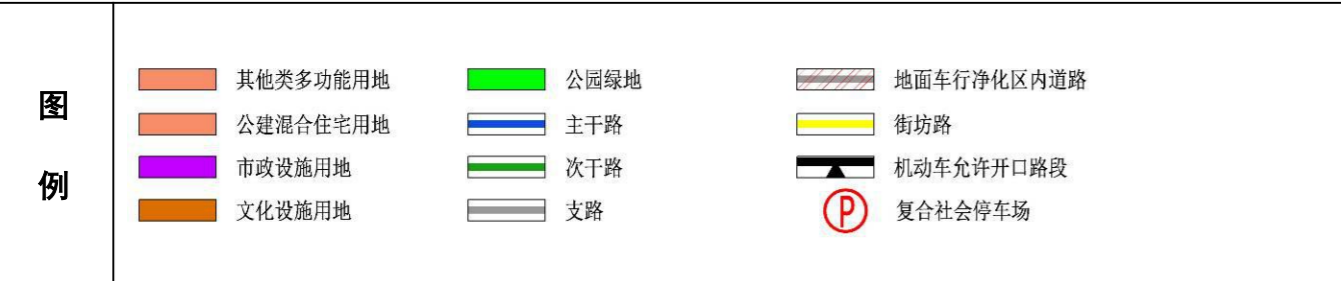 图例
其他类多功能用地
公建混合住宅用地
市政设施用地
文化设施用地
公园绿地
主干路
次干路
支路
地面车行净化区内道路
街坊路
机动车允许开口路段
P
复合社会停车场